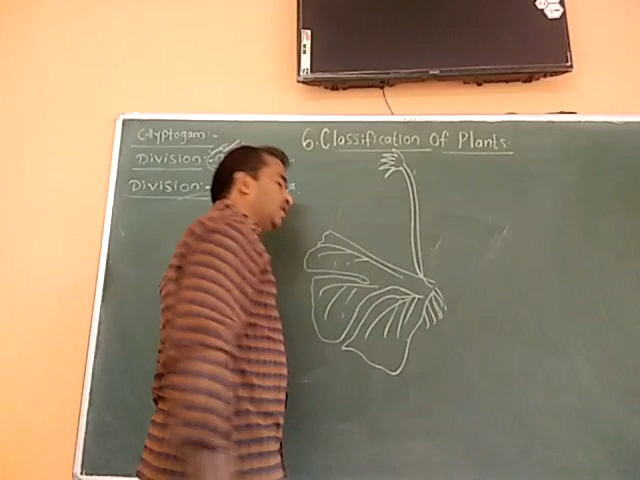 6. Classification Of Plants
Cryptogam:-
Division:-
Division:-